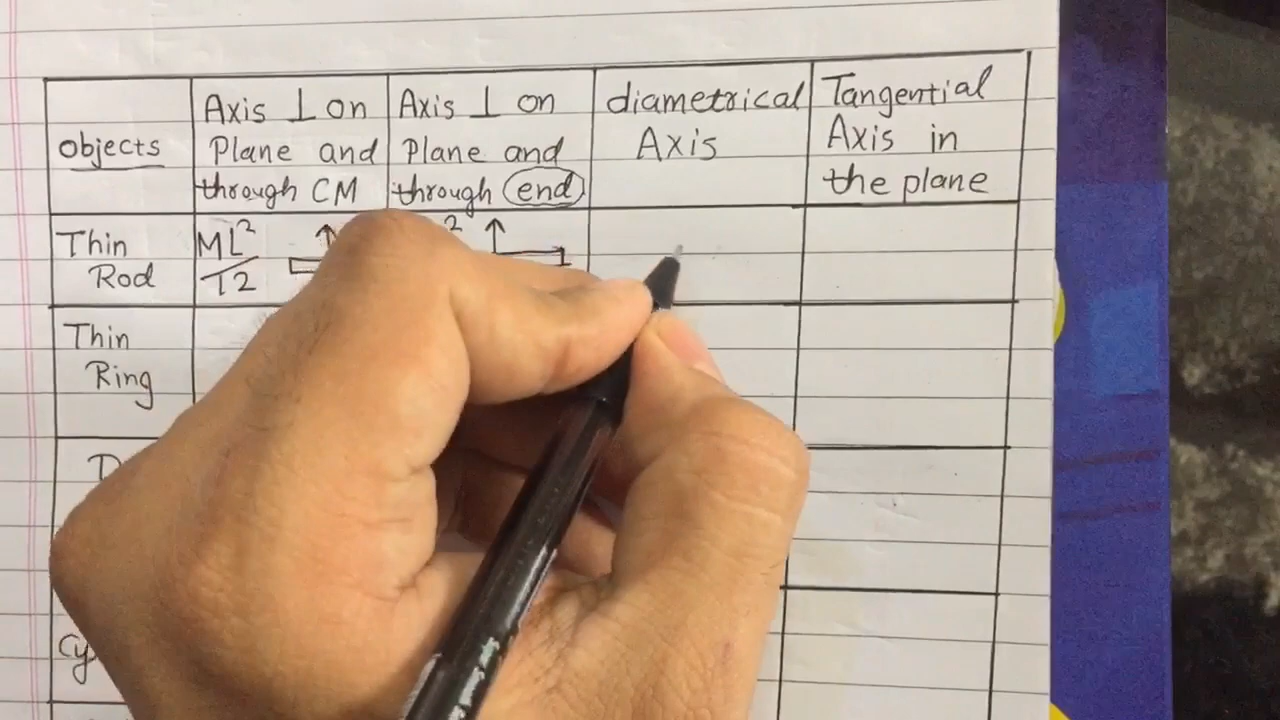 objects
Axis ⊥ on
Plane and
through CM
Axis ⊥ on
Plane and
through end
diametrical
Axis
Tangential
Axis in
the plane
Thin
Rod
ML²
12
2
Thin
Ring